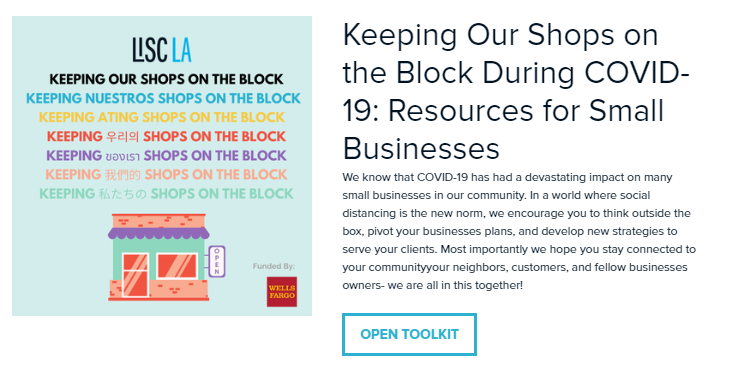 LISC LA
KEEPING OUR SHOPS ON THE BLOCK
KEEPING NUESTROS SHOPS ON THE BLOCK
KEEPING ATING SHOPS ON THE BLOCK
KEEPING 우리의 SHOPS ON THE BLOCK
KEEPING ของเรา SHOPS ON THE BLOCK
KEEPING 我們的 SHOPS ON THE BLOCK
KEEPING 私たちの SHOPS ON THE BLOCK
OPEN
Funded By:
WELLS
FARGO
Keeping Our Shops on
the Block During COVID-
19: Resources for Small
Businesses
We know that COVID-19 has had a devastating impact on many
small businesses in our community. In a world where social
distancing is the new norm, we encourage you to think outside the
box, pivot your businesses plans, and develop new strategies to
serve your clients. Most importantly we hope you stay connected to
your communityyour neighbors, customers, and fellow businesses
owners- we are all in this together!
OPEN TOOLKIT